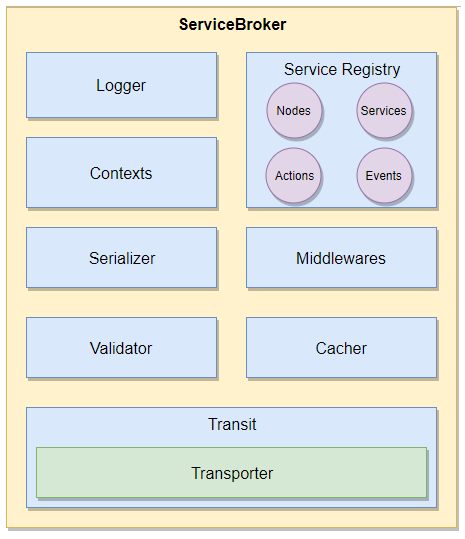 ServiceBroker
Logger
Service Registry
Nodes
Services
Actions
Events
Contexts
Serializer
Middlewares
Validator
Cacher
Transit
Transporter